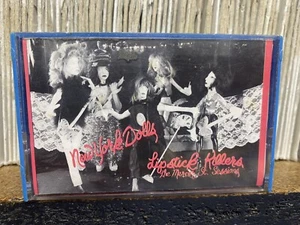 New York Dolls
Lipstick Killers
The Mercer St. Sessions